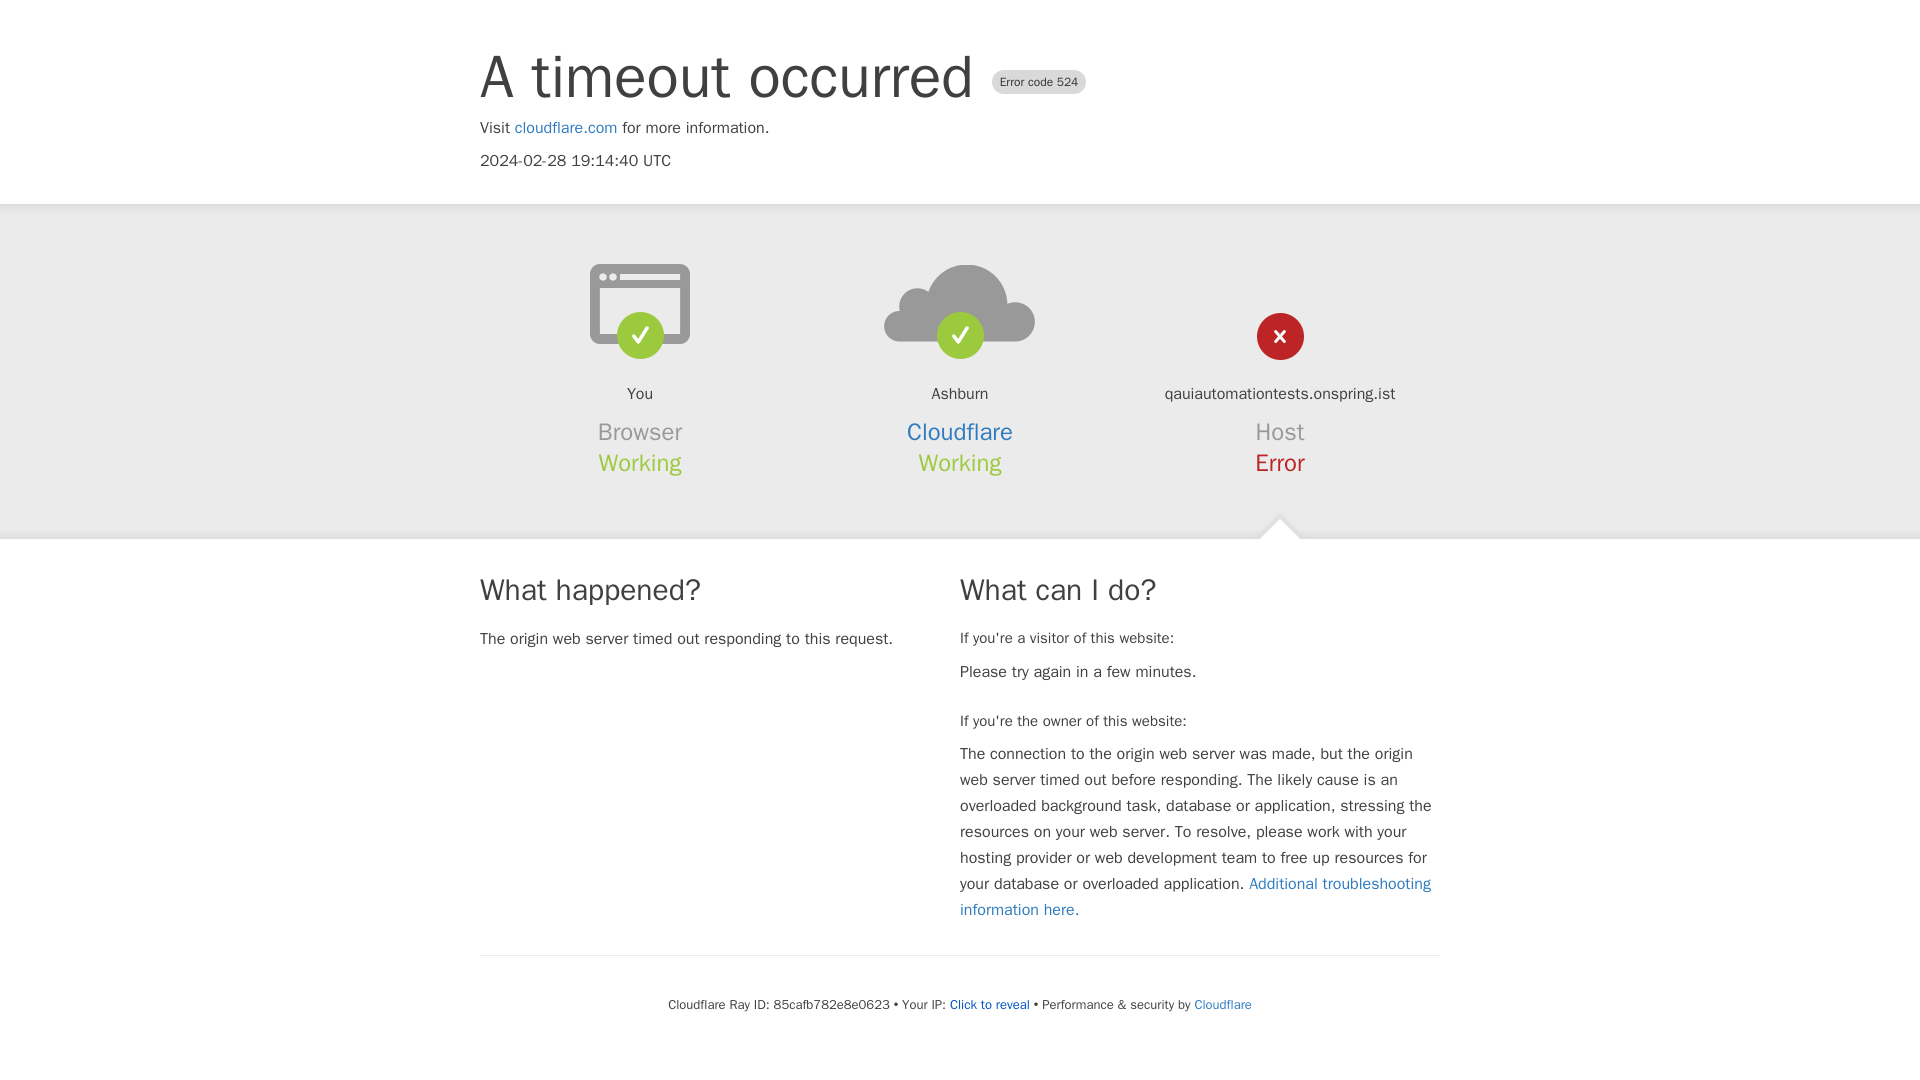 A timeout occurred Error code 524
Visit cloudflare.com for more information.
2024-02-28 19:14:40 UTC
You
Browser
Working
Ashburn
Cloudflare
Working
qauiautomationtests.onspring.ist
Host
Error
What happened?
The origin web server timed out responding to this request.
What can I do?
If you're a visitor of this website:
Please try again in a few minutes.
If you're the owner of this website:
The connection to the origin web server was made, but the origin
web server timed out before responding. The likely cause is an
overloaded background task, database or application, stressing the
resources on your web server. To resolve, please work with your
hosting provider or web development team to free up resources for
your database or overloaded application. Additional troubleshooting
information here.
Cloudflare Ray ID: 85cafb782e8e0623 • Your IP: Click to reveal • Performance & security by Cloudflare